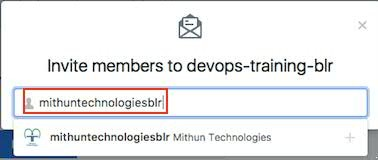 Invite members to devops-training-blr
mithuntechnologiesblr
mithuntechnologiesblr Mithun Technologies